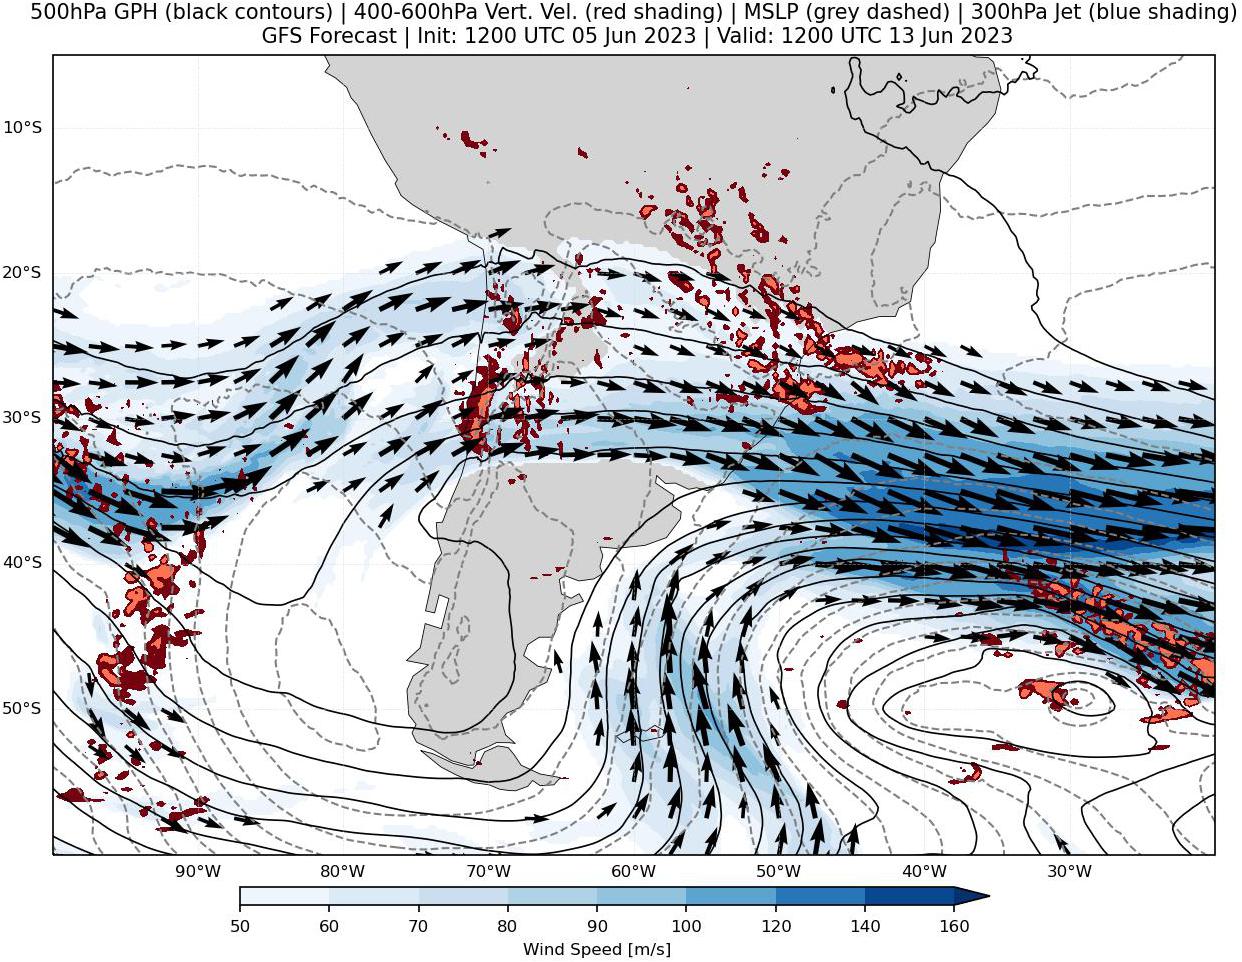 500hPa GPH (black contours) | 400-600hPa Vert. Vel. (red shading) | MSLP (grey dashed) | 300hPa Jet (blue shading)
GFS Forecast | Init: 1200 UTC 05 Jun 2023 | Valid: 1200 UTC 13 Jun 2023
10°S
20°S
30°S
40°S
50°S
90°W 80°W 70°W 60°W 50°W 40°W 30°W
50 60 70 80 90 100 120 140 160
Wind Speed [m/s]